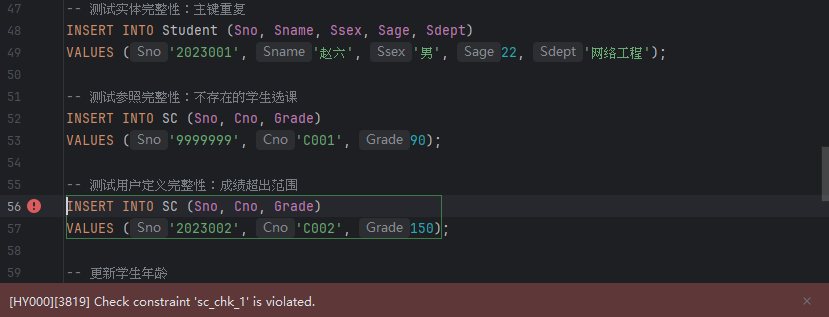 47 -- 测试实体完整性：主键重复
48 INSERT INTO Student (Sno, Sname, Ssex, Sage, Sdept)
49 VALUES ( Sno '2023001', Sname '赵六', Ssex '男', Sage 22, Sdept '网络工程');
50
51 -- 测试参照完整性：不存在的学生选课
52 INSERT INTO SC (Sno, Cno, Grade)
53 VALUES ( Sno '9999999', Cno 'C001', Grade 90);
54
55 -- 测试用户定义完整性：成绩超出范围
56 INSERT INTO SC (Sno, Cno, Grade)
57 VALUES ( Sno '2023002', Cno 'C002', Grade 150);
58
59 -- 更新学生年龄
[HY000][3819] Check constraint 'sc_chk_1' is violated.